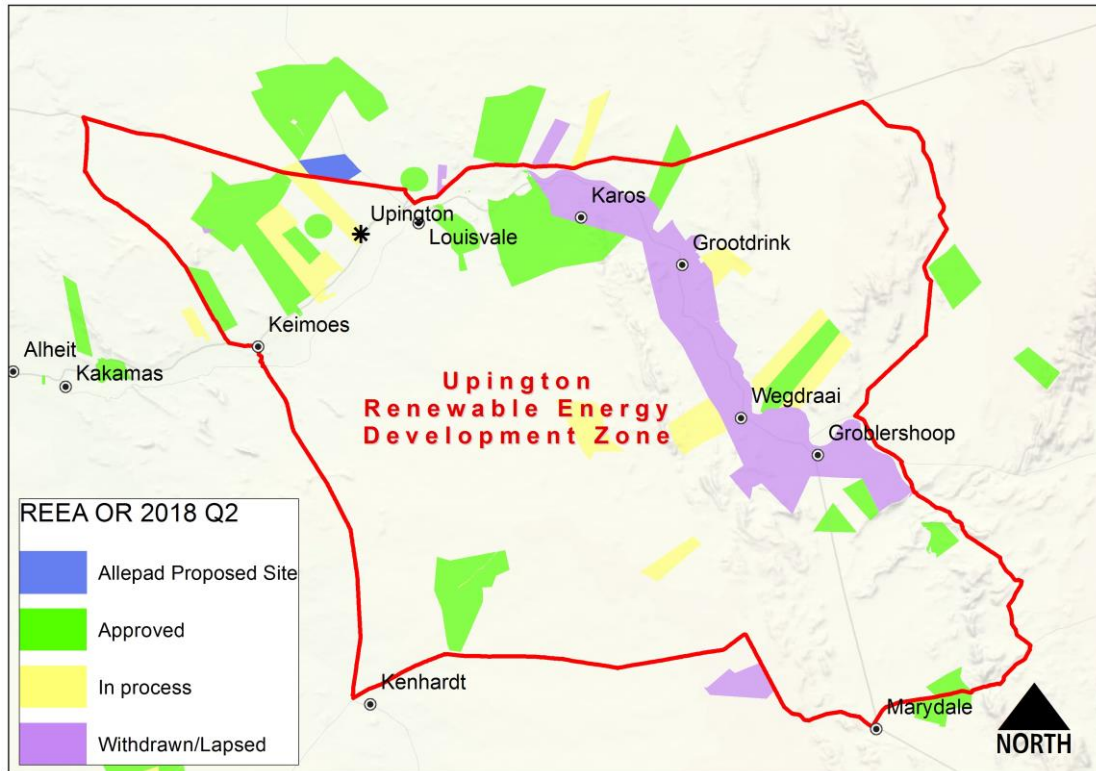 Karos
Upington
Louisvale
Grootdrink
Keimoes
Alheit
Kakamas
Upington
Renewable Energy
Development Zone
Wegdraai
Groblershoop
REEA OR 2018 Q2
Allepad Proposed Site
Approved
In process
Withdrawn/Lapsed
Kenhardt
Marydale
NORTH